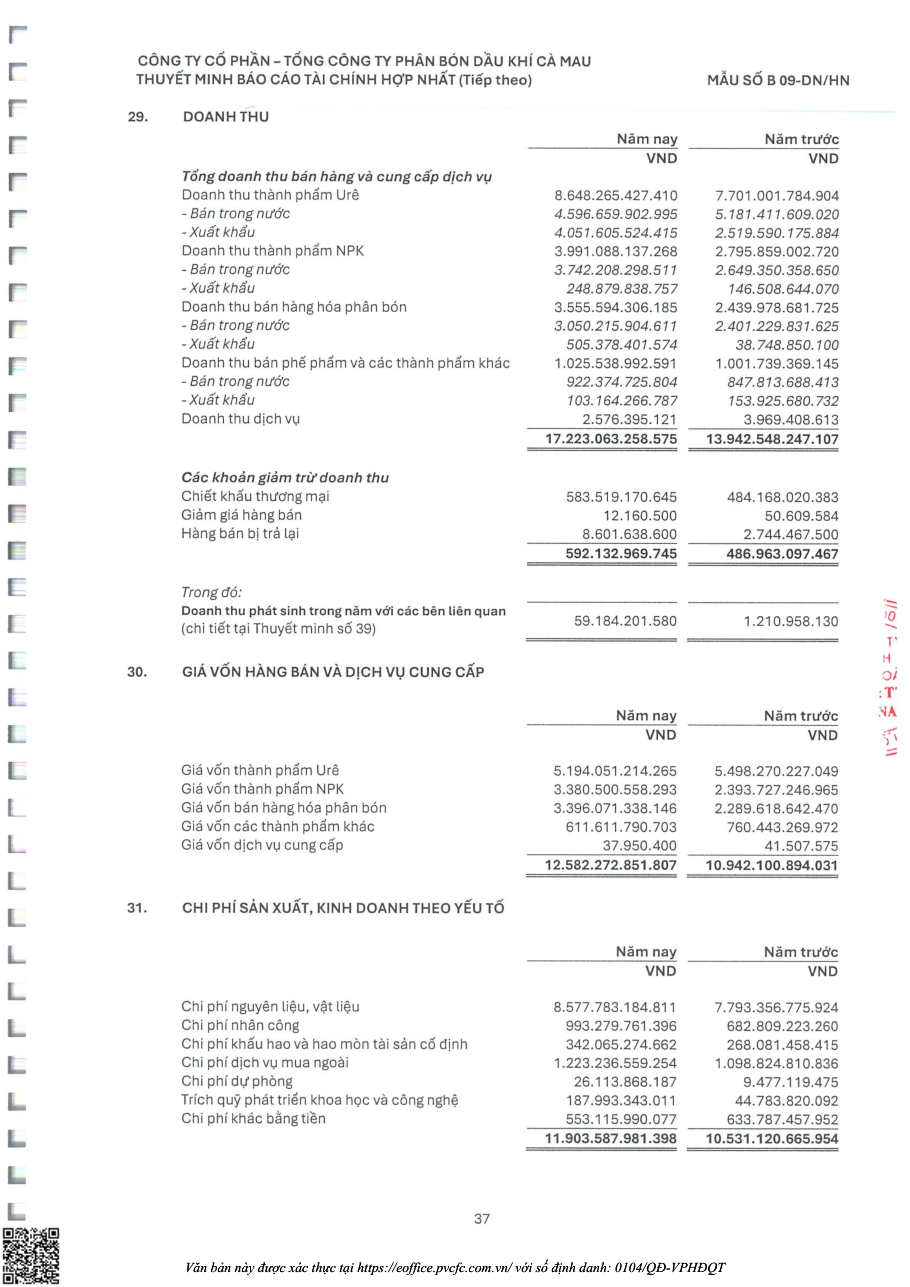 CÔNG TY CỔ PHẦN – TỔNG CÔNG TY PHÂN BÓN DẦU KHÍ CÀ MAU
THUYẾT MINH BÁO CÁO TÀI CHÍNH HỢP NHẤT (Tiếp theo) MẪU SỐ B 09-DN/HN
29. DOANH THU
Năm nay Năm trước
VND VND
Tổng doanh thu bán hàng và cung cấp dịch vụ
Doanh thu thành phẩm Urê 8.648.265.427.410 7.701.001.784.904
- Bán trong nước 4.596.659.902.995 5.181.411.609.020
- Xuất khẩu 4.051.605.524.415 2.519.590.175.884
Doanh thu thành phẩm NPK 3.991.088.137.268 2.795.859.002.720
- Bán trong nước 3.742.208.298.511 2.649.350.358.650
- Xuất khẩu 248.879.838.757 146.508.644.070
Doanh thu bán hàng hóa phân bón 3.555.594.306.185 2.439.978.681.725
- Bán trong nước 3.050.215.904.611 2.401.229.831.625
- Xuất khẩu 505.378.401.574 38.748.850.100
Doanh thu bán phế phẩm và các thành phẩm khác 1.025.538.992.591 1.001.739.369.145
- Bán trong nước 922.374.725.804 847.813.688.413
- Xuất khẩu 103.164.266.787 153.925.680.732
Doanh thu dịch vụ 2.576.395.121 3.969.408.613
17.223.063.258.575 13.942.548.247.107
Các khoản giảm trừ doanh thu
Chiết khấu thương mại 583.519.170.645 484.168.020.383
Giảm giá hàng bán 12.160.500 50.609.584
Hàng bán bị trả lại 8.601.638.600 2.744.467.500
592.132.969.745 486.963.097.467
Trong đó:
Doanh thu phát sinh trong năm với các bên liên quan
(chi tiết tại Thuyết minh số 39) 59.184.201.580 1.210.958.130
30. GIÁ VỐN HÀNG BÁN VÀ DỊCH VỤ CUNG CẤP
Năm nay Năm trước
VND VND
Giá vốn thành phẩm Urê 5.194.051.214.265 5.498.270.227.049
Giá vốn thành phẩm NPK 3.380.500.558.293 2.393.727.246.965
Giá vốn bán hàng hóa phân bón 3.396.071.338.146 2.289.618.642.470
Giá vốn các thành phẩm khác 611.611.790.703 760.443.269.972
Giá vốn dịch vụ cung cấp 37.950.400 41.507.575
12.582.272.851.807 10.942.100.894.031
31. CHI PHÍ SẢN XUẤT, KINH DOANH THEO YẾU TỐ
Năm nay Năm trước
VND VND
Chi phí nguyên liệu, vật liệu 8.577.783.184.811 7.793.356.775.924
Chi phí nhân công 993.279.761.396 682.809.223.260
Chi phí khấu hao và hao mòn tài sản cố định 342.065.274.662 268.081.458.415
Chi phí dịch vụ mua ngoài 1.223.236.559.254 1.098.824.810.836
Chi phí dự phòng 26.113.868.187 9.477.119.475
Trích quỹ phát triển khoa học và công nghệ 187.993.343.011 44.783.820.092
Chi phí khác bằng tiền 553.115.990.077 633.787.457.952
11.903.587.981.398 10.531.120.665.954
37
Văn bản này được xác thực tại https://eoffice.pvcfc.com.vn/ với số định danh: 0104/QĐ-VPHĐQT